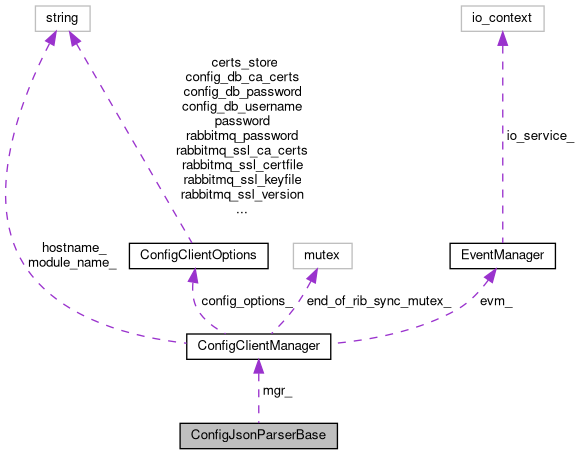 string
io_context
certs_store
config_db_ca_certs
config_db_password
config_db_username
password
rabbitmq_password
rabbitmq_ssl_ca_certs
rabbitmq_ssl_certfile
rabbitmq_ssl_keyfile
rabbitmq_ssl_version
...
io_service_
hostname_
module_name_
ConfigClientOptions
mutex
EventManager
config_options_
end_of_rib_sync_mutex_
evm_
ConfigClientManager
mgr_
ConfigJsonParserBase